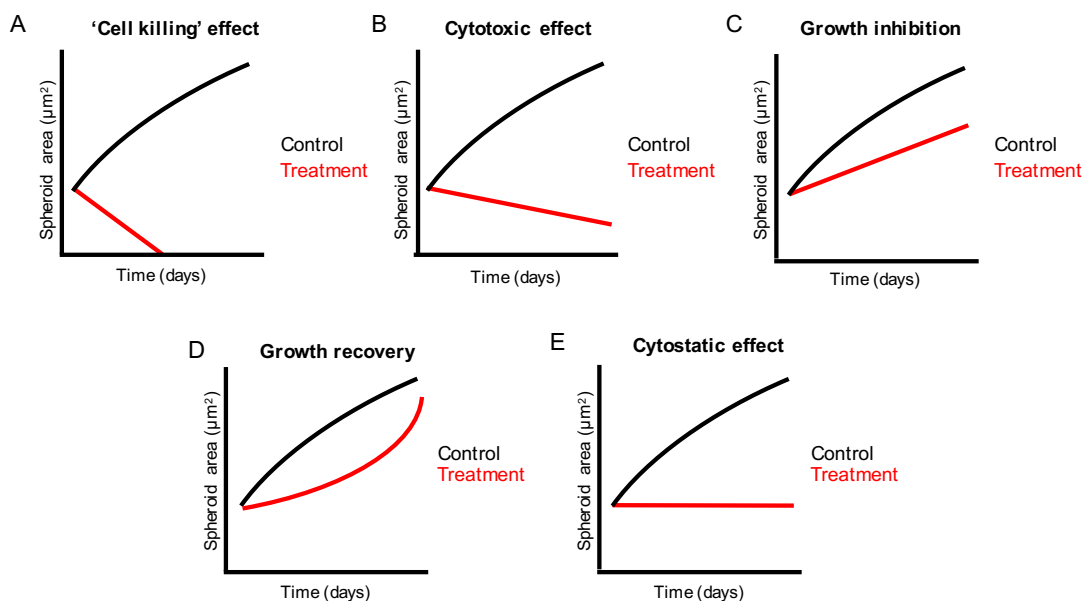 A
'Cell killing' effect
Spheroid area (µm²)
Control
Treatment
Time (days)
B
Cytotoxic effect
Spheroid area (µm²)
Control
Treatment
Time (days)
C
Growth inhibition
Spheroid area (µm²)
Control
Treatment
Time (days)
D
Growth recovery
Spheroid area (µm²)
Control
Treatment
Time (days)
E
Cytostatic effect
Spheroid area (µm²)
Control
Treatment
Time (days)